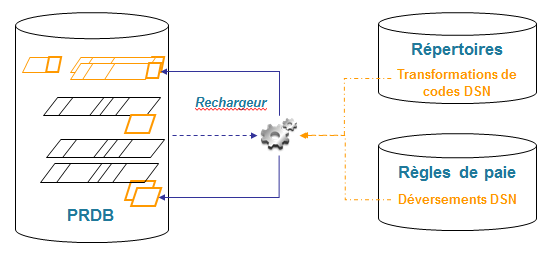 Répertoires
Transformations de
codes DSN
Rechargeur
Règles de paie
Déversements DSN
PRDB